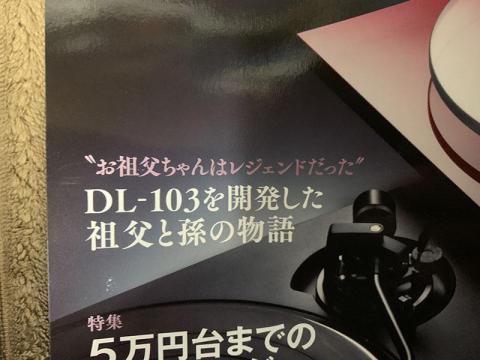 〝お祖父ちゃんはレジェンドだった〟
DL-103を開発した
祖父と孫の物語
特集
5万円台までの